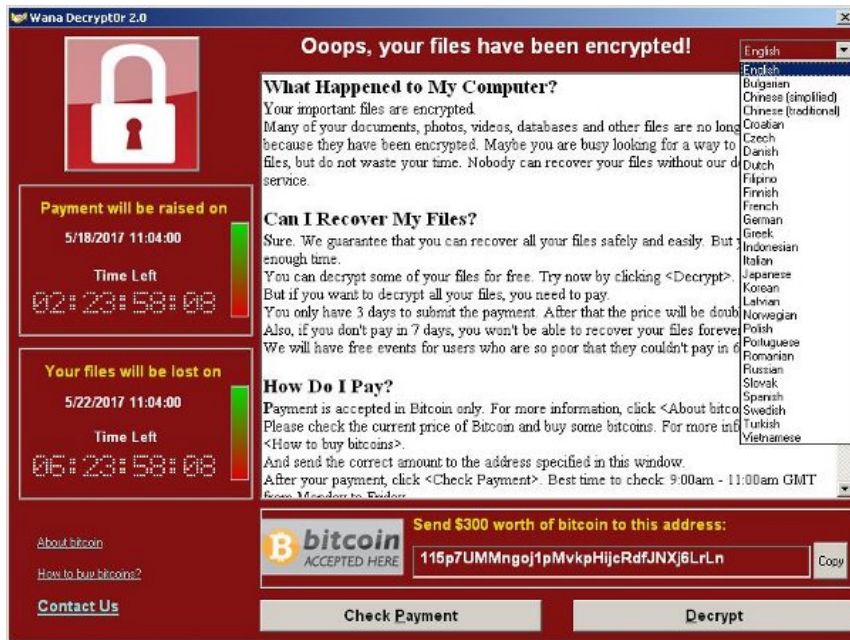 Wana Decrypt0r 2.0
Ooops, your files have been encrypted!
English
English
Bulgarian
Chinese (simplified)
Chinese (traditional)
Croatian
Czech
Danish
Dutch
Filipino
Finnish
French
German
Greek
Indonesian
Italian
Japanese
Korean
Latvian
Norwegian
Polish
Portuguese
Romanian
Russian
Slovak
Spanish
Swedish
Turkish
Vietnamese
What Happened to My Computer?
Your important files are encrypted.
Many of your documents, photos, videos, databases and other files are no long
because they have been encrypted. Maybe you are busy looking for a way to
files, but do not waste your time. Nobody can recover your files without our d
service.
Can I Recover My Files?
Sure. We guarantee that you can recover all your files safely and easily. But
enough time.
You can decrypt some of your files for free. Try now by clicking <Decrypt>.
But if you want to decrypt all your files, you need to pay.
You only have 3 days to submit the payment. After that the price will be doub
Also, if you don't pay in 7 days, you won't be able to recover your files forever
We will have free events for users who are so poor that they couldn't pay in 6
How Do I Pay?
Payment is accepted in Bitcoin only. For more information, click <About bitco
Please check the current price of Bitcoin and buy some bitcoins. For more inf
<How to buy bitcoins>.
And send the correct amount to the address specified in this window.
After your payment, click <Check Payment>. Best time to check: 9:00am - 11:00am GMT
from Monday to Friday
Payment will be raised on
5/18/2017 11:04:00
Time Left
02:23:58:08
Your files will be lost on
5/22/2017 11:04:00
Time Left
06:23:58:08
About bitcoin
How to buy bitcoins?
Contact Us
bitcoin
ACCEPTED HERE
Send $300 worth of bitcoin to this address:
115p7UMMngoj1pMvkpHijcRdfJNXj6LrLn
Copy
Check Payment
Decrypt